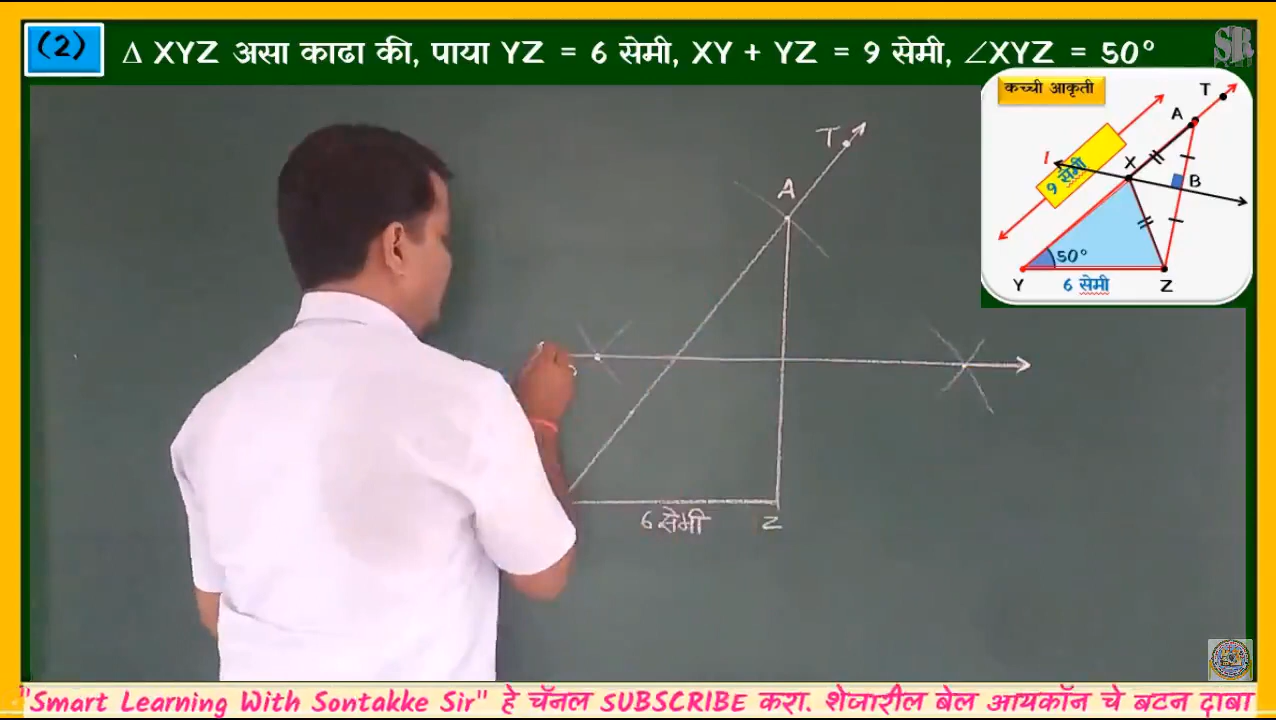 (2) Δ XYZ असा काढा की, पाया YZ = 6 सेमी, XY + YZ = 9 सेमी, ∠XYZ = 50°
SR
कच्ची आकृती
T
A
l
X
9 सेमी
B
50°
Y 6 सेमी Z
T
A
6 सेमी Z
"Smart Learning With Sontakke Sir" हे चॅनल SUBSCRIBE करा. शेजारील बेल आयकॉन चे बटन दाबा